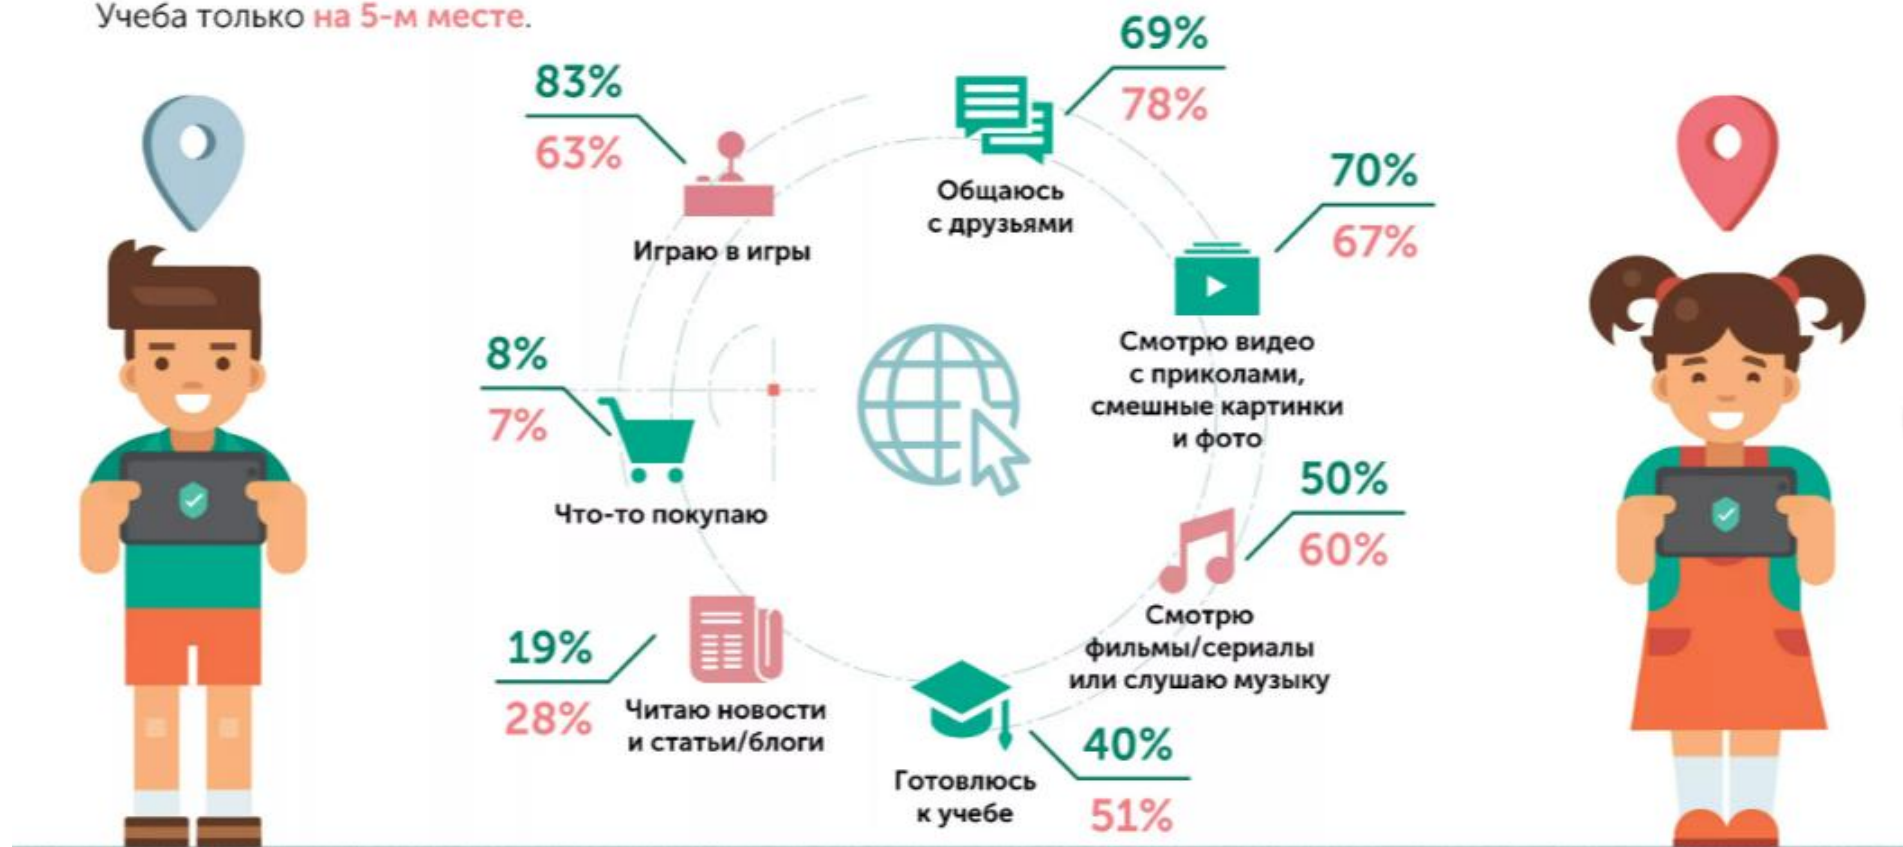 Учеба только на 5-м месте.
83%
63%
Играю в игры
69%
78%
Общаюсь
с друзьями
70%
67%
Смотрю видео
с приколами,
смешные картинки
и фото
50%
60%
Смотрю
фильмы/сериалы
или слушаю музыку
40%
51%
Готовлюсь
к учебе
19%
28%
Читаю новости
и статьи/блоги
8%
7%
Что-то покупаю